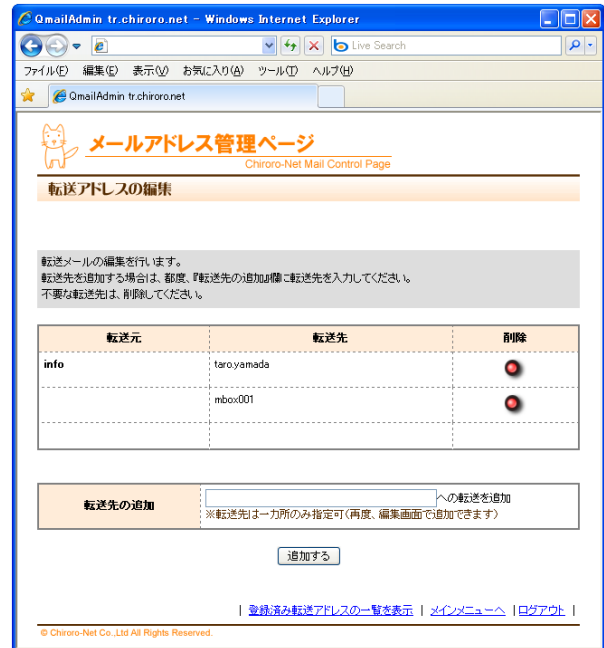 QmailAdmin tr.chiroro.net - Windows Internet Explorer
Live Search
ファイル(F) 編集(E) 表示(V) お気に入り(A) ツール(T) ヘルプ(H)
QmailAdmin tr.chiroro.net
メールアドレス管理ページ
Chiroro-Net Mail Control Page
転送アドレスの編集
転送メールの編集を行います。
転送先を追加する場合は、都度、『転送先の追加』欄に転送先を入力してください。
不要な転送先は、削除してください。
転送元 転送先 削除
info taro.yamada
mbox001
転送先の追加 への転送を追加
※転送先は一カ所のみ指定可(再度、編集画面で追加できます)
追加する
| 登録済み転送アドレスの一覧を表示 | メインメニューへ | ログアウト |
© Chiroro-Net Co.,Ltd All Rights Reserved.